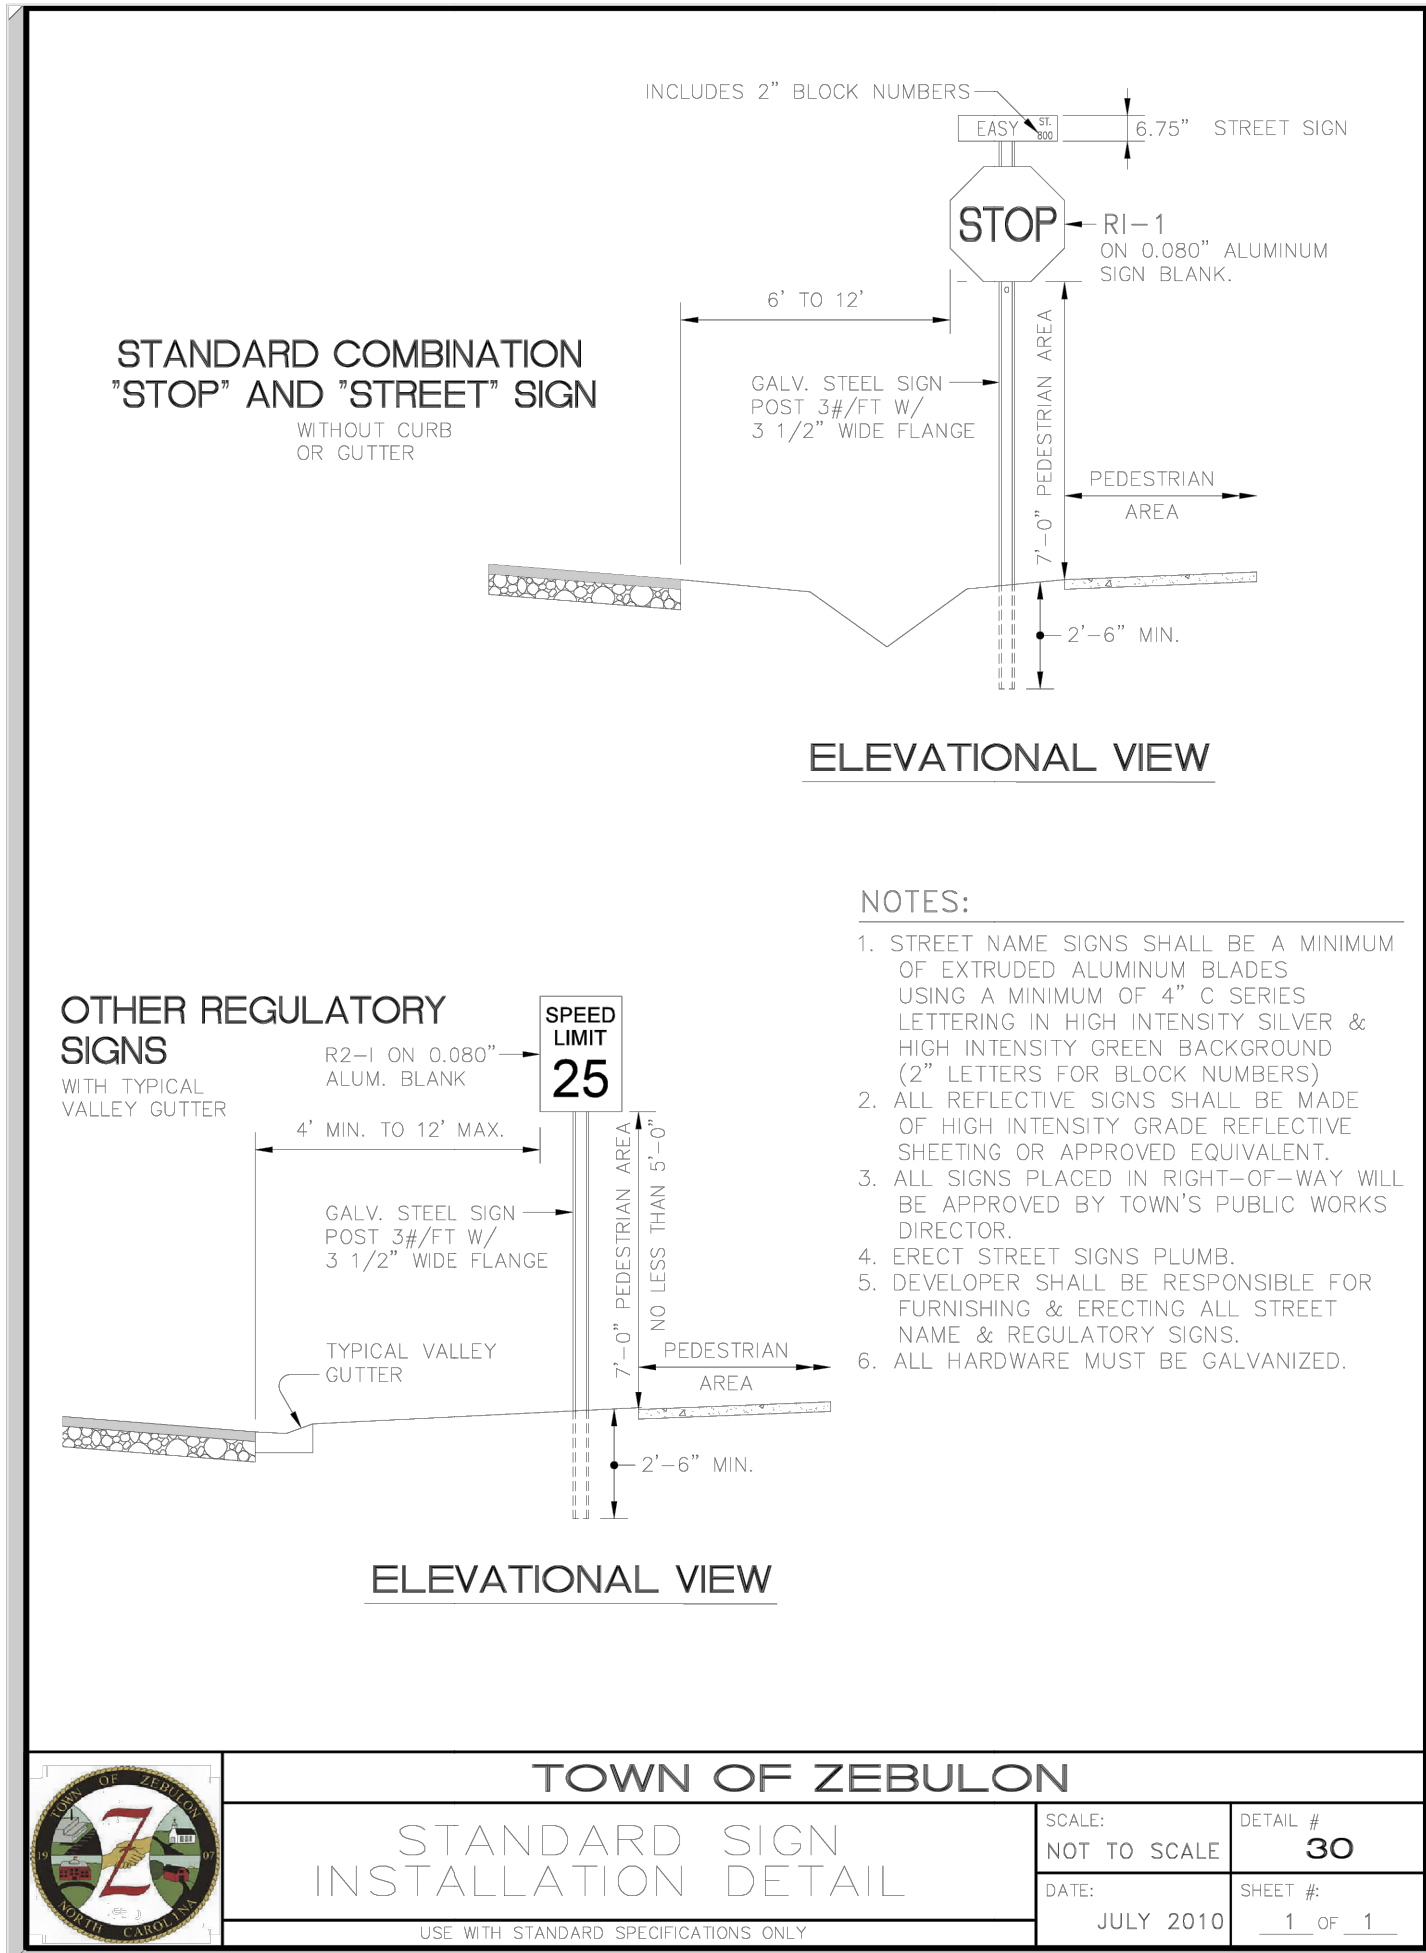 INCLUDES 2” BLOCK NUMBERS
EASY
ST.
800
6.75” STREET SIGN
STOP
RI-1
ON 0.080” ALUMINUM
SIGN BLANK.
6' TO 12'
STANDARD COMBINATION
”STOP” AND ”STREET” SIGN
WITHOUT CURB
OR GUTTER
GALV. STEEL SIGN
POST 3#/FT W/
3 1/2” WIDE FLANGE
7'-0” PEDESTRIAN AREA
PEDESTRIAN
AREA
2'-6” MIN.
ELEVATIONAL VIEW
NOTES:
1. STREET NAME SIGNS SHALL BE A MINIMUM
OF EXTRUDED ALUMINUM BLADES
USING A MINIMUM OF 4” C SERIES
LETTERING IN HIGH INTENSITY SILVER &
HIGH INTENSITY GREEN BACKGROUND
(2” LETTERS FOR BLOCK NUMBERS)
2. ALL REFLECTIVE SIGNS SHALL BE MADE
OF HIGH INTENSITY GRADE REFLECTIVE
SHEETING OR APPROVED EQUIVALENT.
3. ALL SIGNS PLACED IN RIGHT-OF-WAY WILL
BE APPROVED BY TOWN'S PUBLIC WORKS
DIRECTOR.
4. ERECT STREET SIGNS PLUMB.
5. DEVELOPER SHALL BE RESPONSIBLE FOR
FURNISHING & ERECTING ALL STREET
NAME & REGULATORY SIGNS.
6. ALL HARDWARE MUST BE GALVANIZED.
OTHER REGULATORY
SIGNS
WITH TYPICAL
VALLEY GUTTER
R2-I ON 0.080”
ALUM. BLANK
SPEED
LIMIT
25
4' MIN. TO 12' MAX.
GALV. STEEL SIGN
POST 3#/FT W/
3 1/2” WIDE FLANGE
7'-0” PEDESTRIAN AREA
NO LESS THAN 5'-0”
TYPICAL VALLEY
GUTTER
PEDESTRIAN
AREA
2'-6” MIN.
ELEVATIONAL VIEW
TOWN OF ZEBULON
19 07
NORTH CAROLINA
Z
TOWN OF ZEBULON
STANDARD SIGN
INSTALLATION DETAIL
USE WITH STANDARD SPECIFICATIONS ONLY
SCALE:
NOT TO SCALE
DETAIL #
30
DATE:
JULY 2010
SHEET #:
1 OF 1